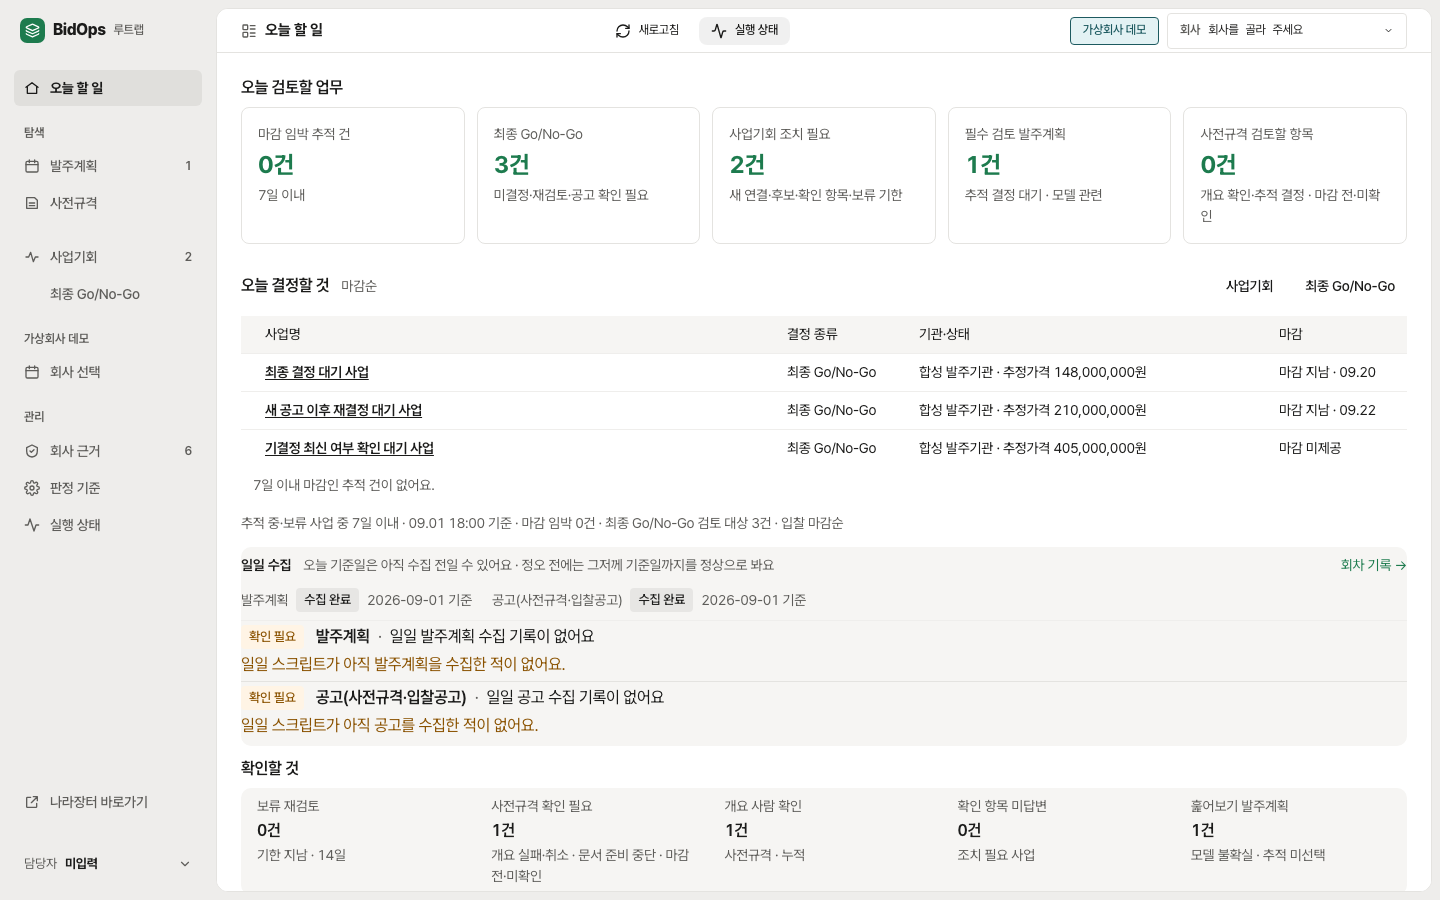 BidOps 루트랩
오늘 할 일
탐색
발주계획 1
사전규격
사업기회 2
최종 Go/No-Go
가상회사 데모
회사 선택
관리
회사 근거 6
판정 기준
실행 상태
나라장터 바로가기
담당자 미입력
오늘 할 일
새로고침
실행 상태
가상회사 데모
회사 회사를 골라 주세요
오늘 검토할 업무
마감 임박 추적 건
0건
7일 이내
최종 Go/No-Go
3건
미결정·재검토·공고 확인 필요
사업기회 조치 필요
2건
새 연결·후보·확인 항목·보류 기한
필수 검토 발주계획
1건
추적 결정 대기 · 모델 관련
사전규격 검토할 항목
0건
개요 확인·추적 결정 · 마감 전·미확
인
오늘 결정할 것 마감순
사업기회
최종 Go/No-Go
사업명 결정 종류 기관·상태 마감
최종 결정 대기 사업 최종 Go/No-Go 합성 발주기관 · 추정가격 148,000,000원 마감 지남 · 09.20
새 공고 이후 재결정 대기 사업 최종 Go/No-Go 합성 발주기관 · 추정가격 210,000,000원 마감 지남 · 09.22
기결정 최신 여부 확인 대기 사업 최종 Go/No-Go 합성 발주기관 · 추정가격 405,000,000원 마감 미제공
7일 이내 마감인 추적 건이 없어요.
추적 중·보류 사업 중 7일 이내 · 09.01 18:00 기준 · 마감 임박 0건 · 최종 Go/No-Go 검토 대상 3건 · 입찰 마감순
일일 수집 오늘 기준일은 아직 수집 전일 수 있어요 · 정오 전에는 그저께 기준일까지를 정상으로 봐요 회차 기록 →
발주계획 수집 완료 2026-09-01 기준 공고(사전규격·입찰공고) 수집 완료 2026-09-01 기준
확인 필요 발주계획 · 일일 발주계획 수집 기록이 없어요
일일 스크립트가 아직 발주계획을 수집한 적이 없어요.
확인 필요 공고(사전규격·입찰공고) · 일일 공고 수집 기록이 없어요
일일 스크립트가 아직 공고를 수집한 적이 없어요.
확인할 것
보류 재검토
0건
기한 지남 · 14일
사전규격 확인 필요
1건
개요 실패·취소 · 문서 준비 중단 · 마감
전·미확인
개요 사람 확인
1건
사전규격 · 누적
확인 항목 미답변
0건
조치 필요 사업
훑어보기 발주계획
1건
모델 불확실 · 추적 미선택